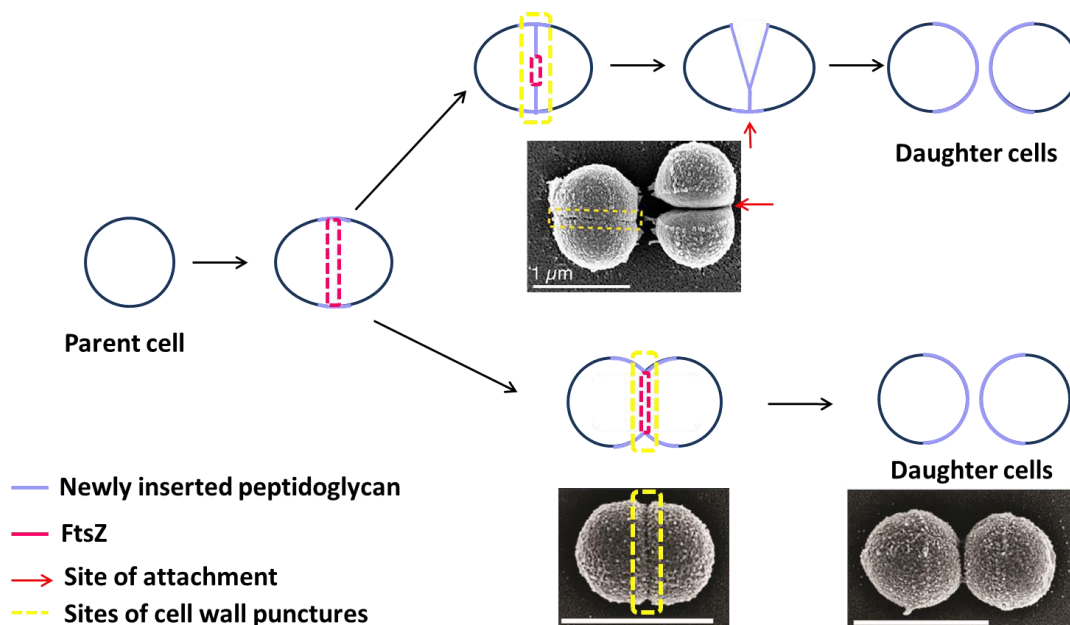 Daughter cells
1 μm
Parent cell
Daughter cells
Newly inserted peptidoglycan
FtsZ
Site of attachment
Sites of cell wall punctures